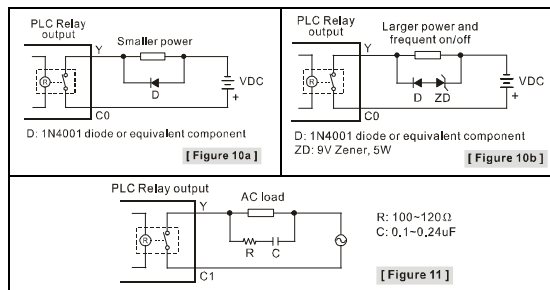 PLC Relay
output
Y
Smaller power
R
D
VDC
+
C0
D: 1N4001 diode or equivalent component
[ Figure 10a ]
PLC Relay
output
Y
Larger power and
frequent on/off
R
D
ZD
VDC
+
C0
D: 1N4001 diode or equivalent component
ZD: 9V Zener, 5W
[ Figure 10b ]
PLC Relay output
Y
AC load
R
R
C
C1
R: 100~120Ω
C: 0.1~0.24uF
[ Figure 11 ]